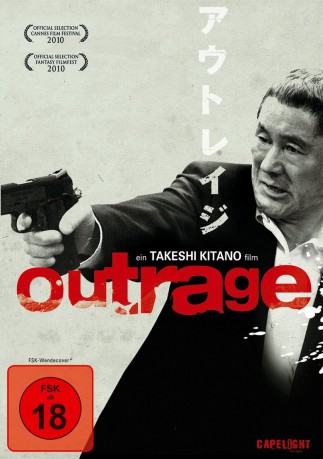 OFFICIAL SELECTION
CANNES FILM FESTIVAL
2010
OFFICIAL SELECTION
FANTASY FILMFEST
2010
アウトレイジ
ein TAKESHI KITANO film
outrage
FSK-Wendecover*
FSK
ab
18
CAPELIGHT